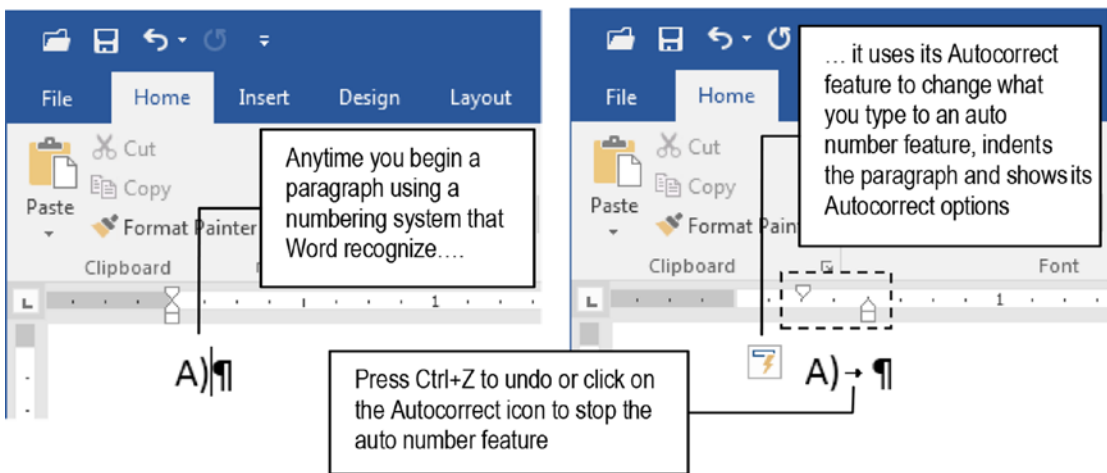 File Home Insert Design Layout
Cut
Copy
Paste
Format Painter
Clipboard
Anytime you begin a
paragraph using a
numbering system that
Word recognize....
L
1
A)¶
File Home
Cut
Copy
Paste
Format Pain
Clipboard
Font
… it uses its Autocorrect
feature to change what
you type to an auto
number feature, indents
the paragraph and shows its
Autocorrect options
L
1
A)→ ¶
Press Ctrl+Z to undo or click on
the Autocorrect icon to stop the
auto number feature